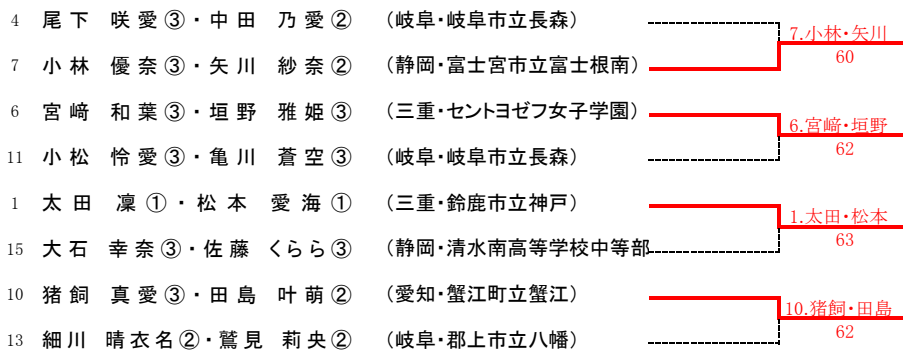 4 尾下 咲愛③・中田 乃愛② (岐阜・岐阜市立長森)
7.小林・矢川
60
7 小林 優奈③・矢川 紗奈② (静岡・富士宮市立富士根南)
6 宮﨑 和葉③・垣野 雅姫③ (三重・セントヨゼフ女子学園)
6.宮﨑・垣野
62
11 小松 怜愛③・亀川 蒼空③ (岐阜・岐阜市立長森)
1 太田 凜①・松本 愛海① (三重・鈴鹿市立神戸)
1.太田・松本
63
15 大石 幸奈③・佐藤 くらら③ (静岡・清水南高等学校中等部
10 猪飼 真愛③・田島 叶萌② (愛知・蟹江町立蟹江)
10.猪飼・田島
62
13 細川 晴衣名②・鷲見 莉央② (岐阜・郡上市立八幡)